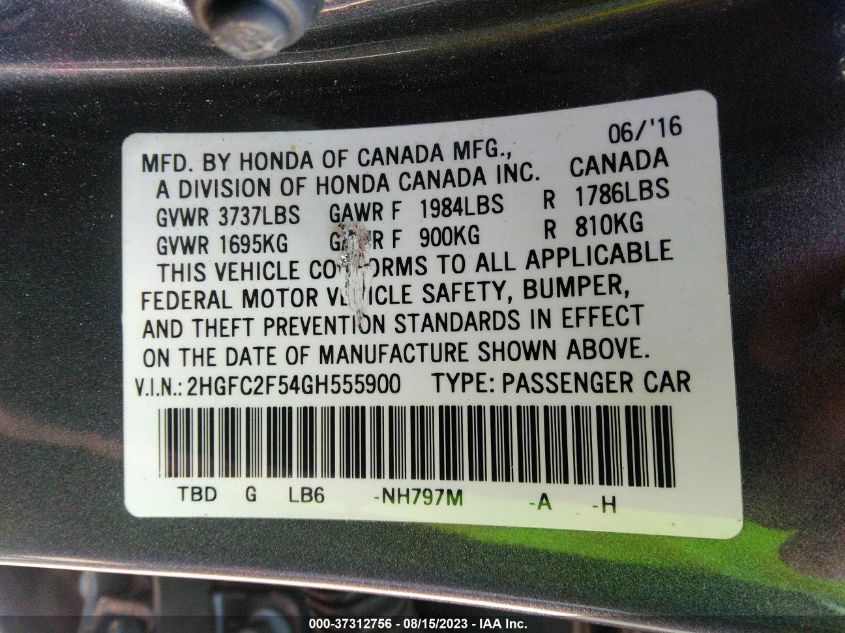 06/'16
MFD. BY HONDA OF CANADA MFG.,
A DIVISION OF HONDA CANADA INC. CANADA
GVWR 3737LBS GAWR F 1984LBS R 1786LBS
GVWR 1695KG GAWR F 900KG R 810KG
THIS VEHICLE CONFORMS TO ALL APPLICABLE
FEDERAL MOTOR VEHICLE SAFETY, BUMPER,
AND THEFT PREVENTION STANDARDS IN EFFECT
ON THE DATE OF MANUFACTURE SHOWN ABOVE.
V.I.N.: 2HGFC2F54GH555900 TYPE: PASSENGER CAR
TBD G LB6 -NH797M -A -H
000-37312756 - 08/15/2023 - IAA Inc.